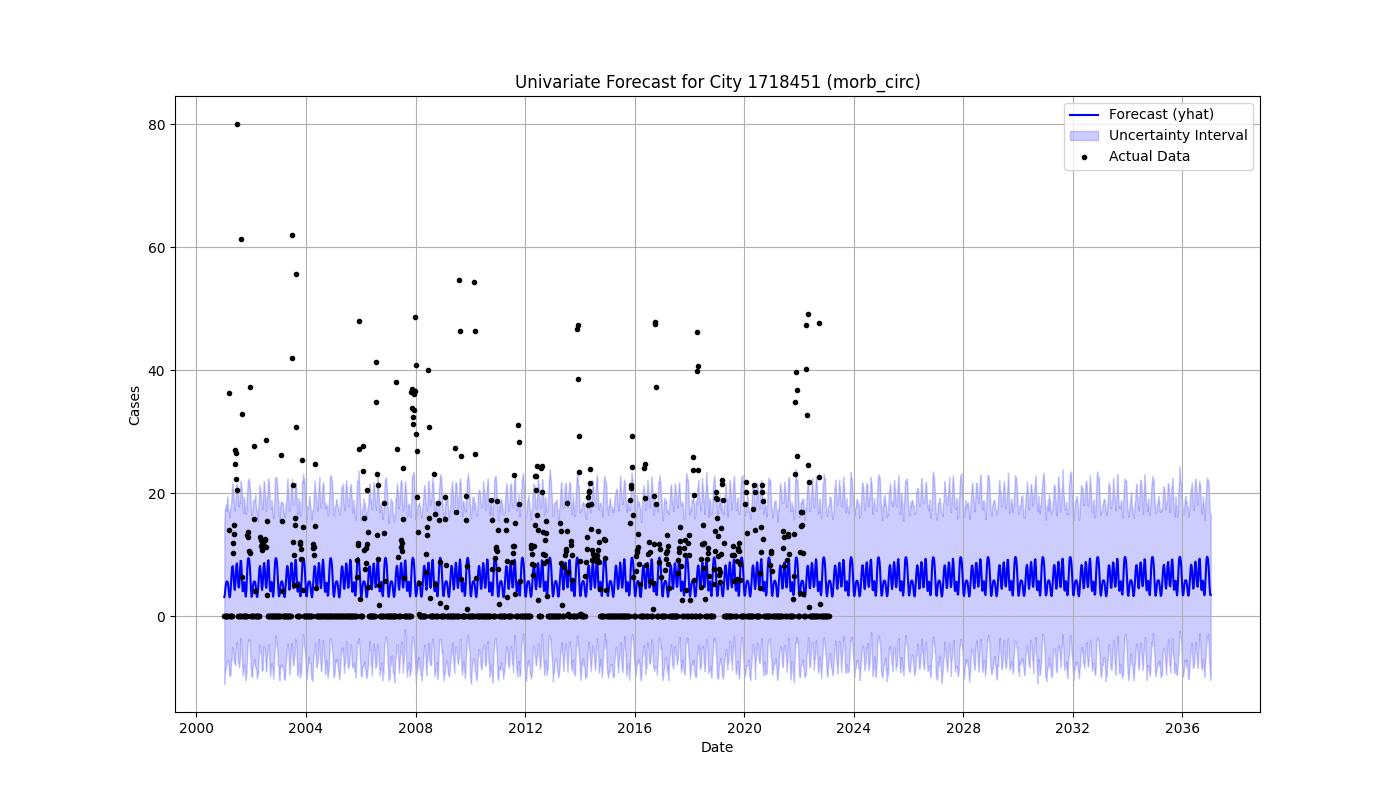 Univariate Forecast for City 1718451 (morb_circ)
Forecast (yhat)
Uncertainty Interval
Actual Data
Cases
80
60
40
20
0
2000 2004 2008 2012 2016 2020 2024 2028 2032 2036
Date